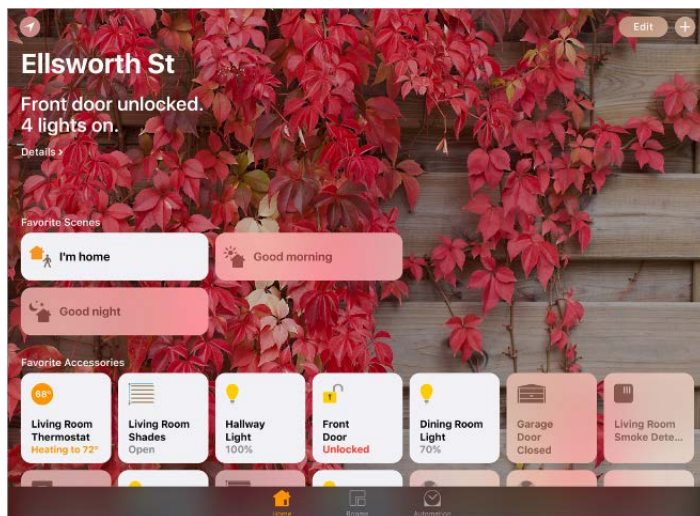 Edit
Ellsworth St
Front door unlocked.
4 lights on.
Details >
Favorite Scenes
I'm home
Good morning
Good night
Favorite Accessories
68°
Living Room
Thermostat
Heating to 72°
Living Room
Shades
Open
Hallway
Light
100%
Front
Door
Unlocked
Dining Room
Light
70%
Garage
Door
Closed
Living Room
Smoke Dete...
Home
Rooms
Automation